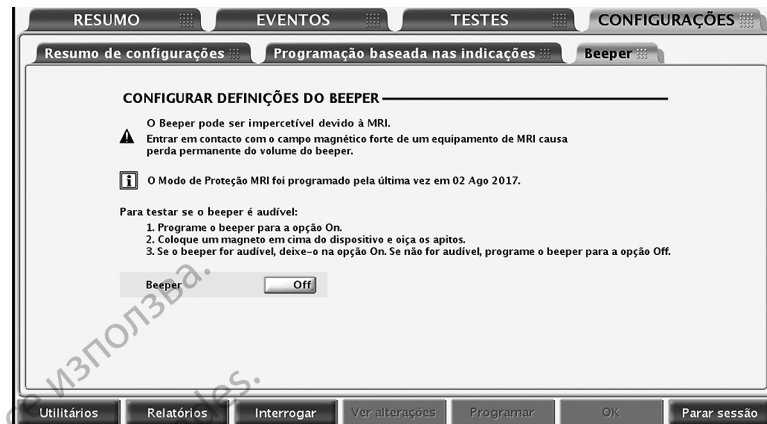 RESUMO EVENTOS TESTES CONFIGURAÇÕES
Resumo de configurações Programação baseada nas indicações Beeper
CONFIGURAR DEFINIÇÕES DO BEEPER
O Beeper pode ser impercetível devido à MRI.
Entrar em contacto com o campo magnético forte de um equipamento de MRI causa
perda permanente do volume do beeper.
i O Modo de Proteção MRI foi programado pela última vez em 02 Ago 2017.
Para testar se o beeper é audível:
1. Programe o beeper para a opção On.
2. Coloque um magneto em cima do dispositivo e oiça os apitos.
3. Se o beeper for audível, deixe-o na opção On. Se não for audível, programe o beeper para a opção Off.
Beeper Off
се използва.
Utilitários Relatórios Interrogar Ver alterações Programar OK Parar sessão